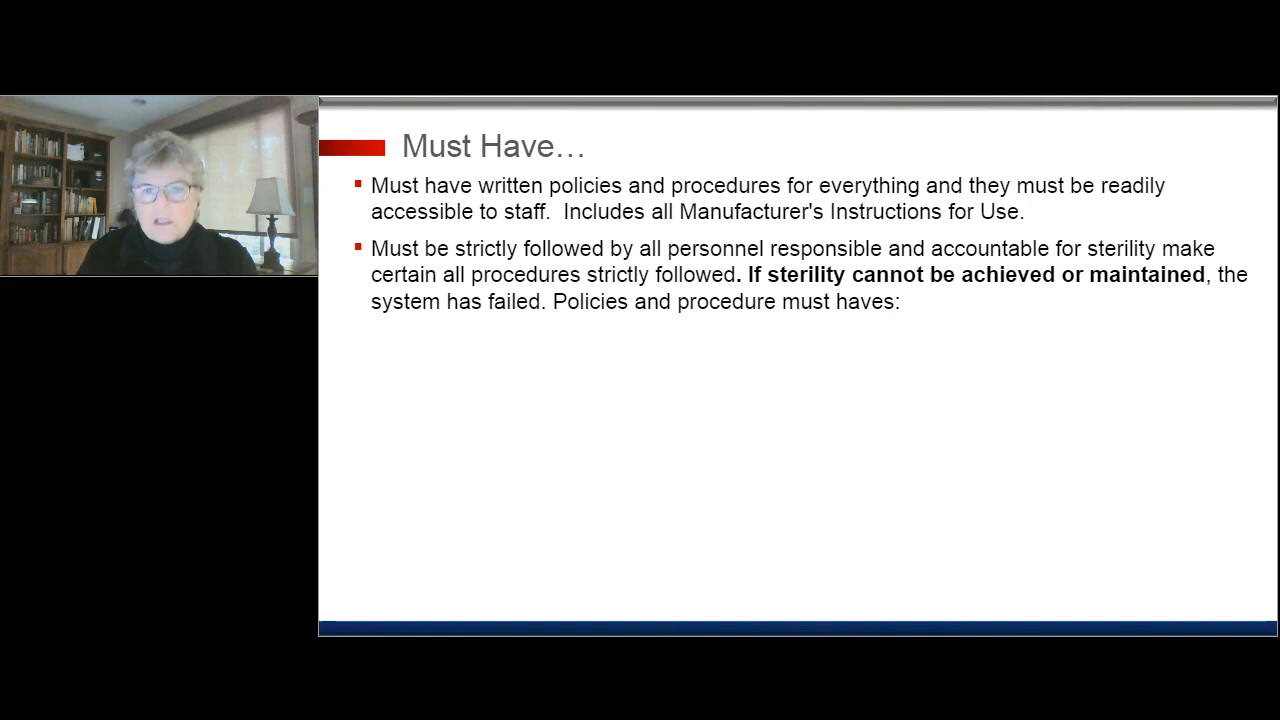 Must Have…
Must have written policies and procedures for everything and they must be readily
accessible to staff.  Includes all Manufacturer's Instructions for Use.
Must be strictly followed by all personnel responsible and accountable for sterility make
certain all procedures strictly followed. If sterility cannot be achieved or maintained, the
system has failed. Policies and procedure must haves: